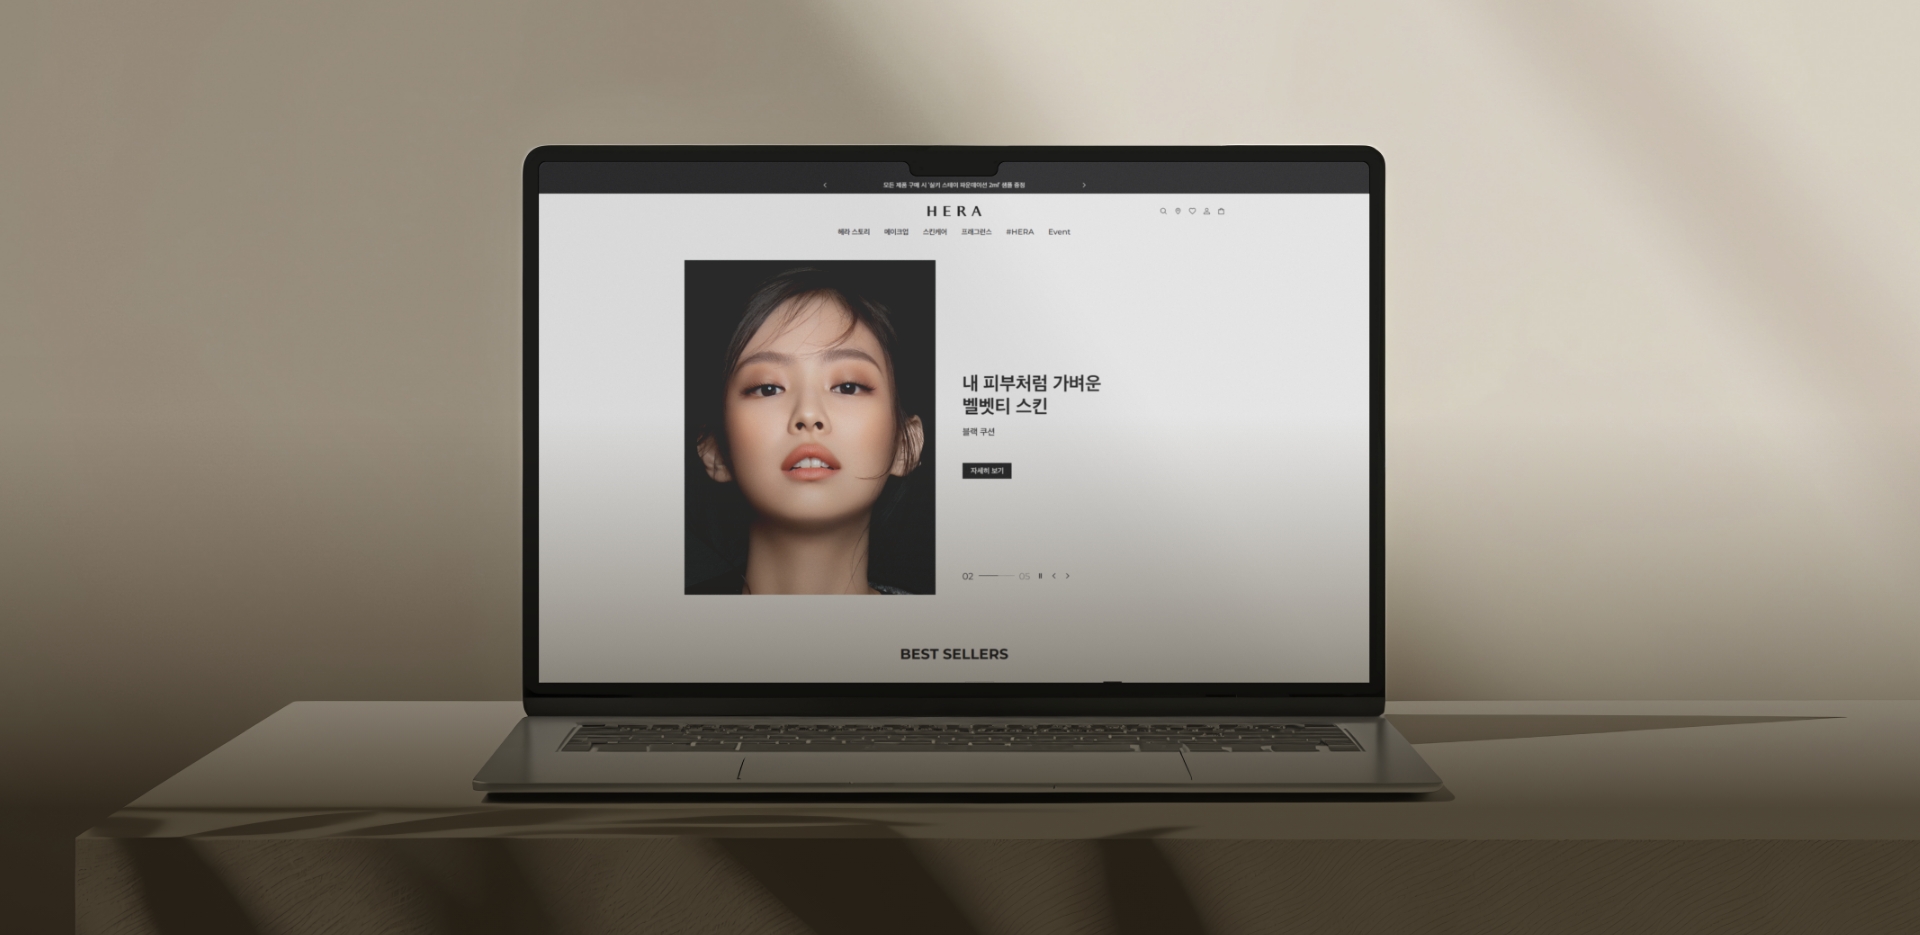 모든 제품 구매 시 '실키 스테이 파운데이션 2ml' 샘플 증정
HERA
헤라 스토리 메이크업 스킨케어 프래그런스 #HERA Event
내 피부처럼 가벼운
벨벳티 스킨
블랙 쿠션
자세히 보기
02 05
BEST SELLERS